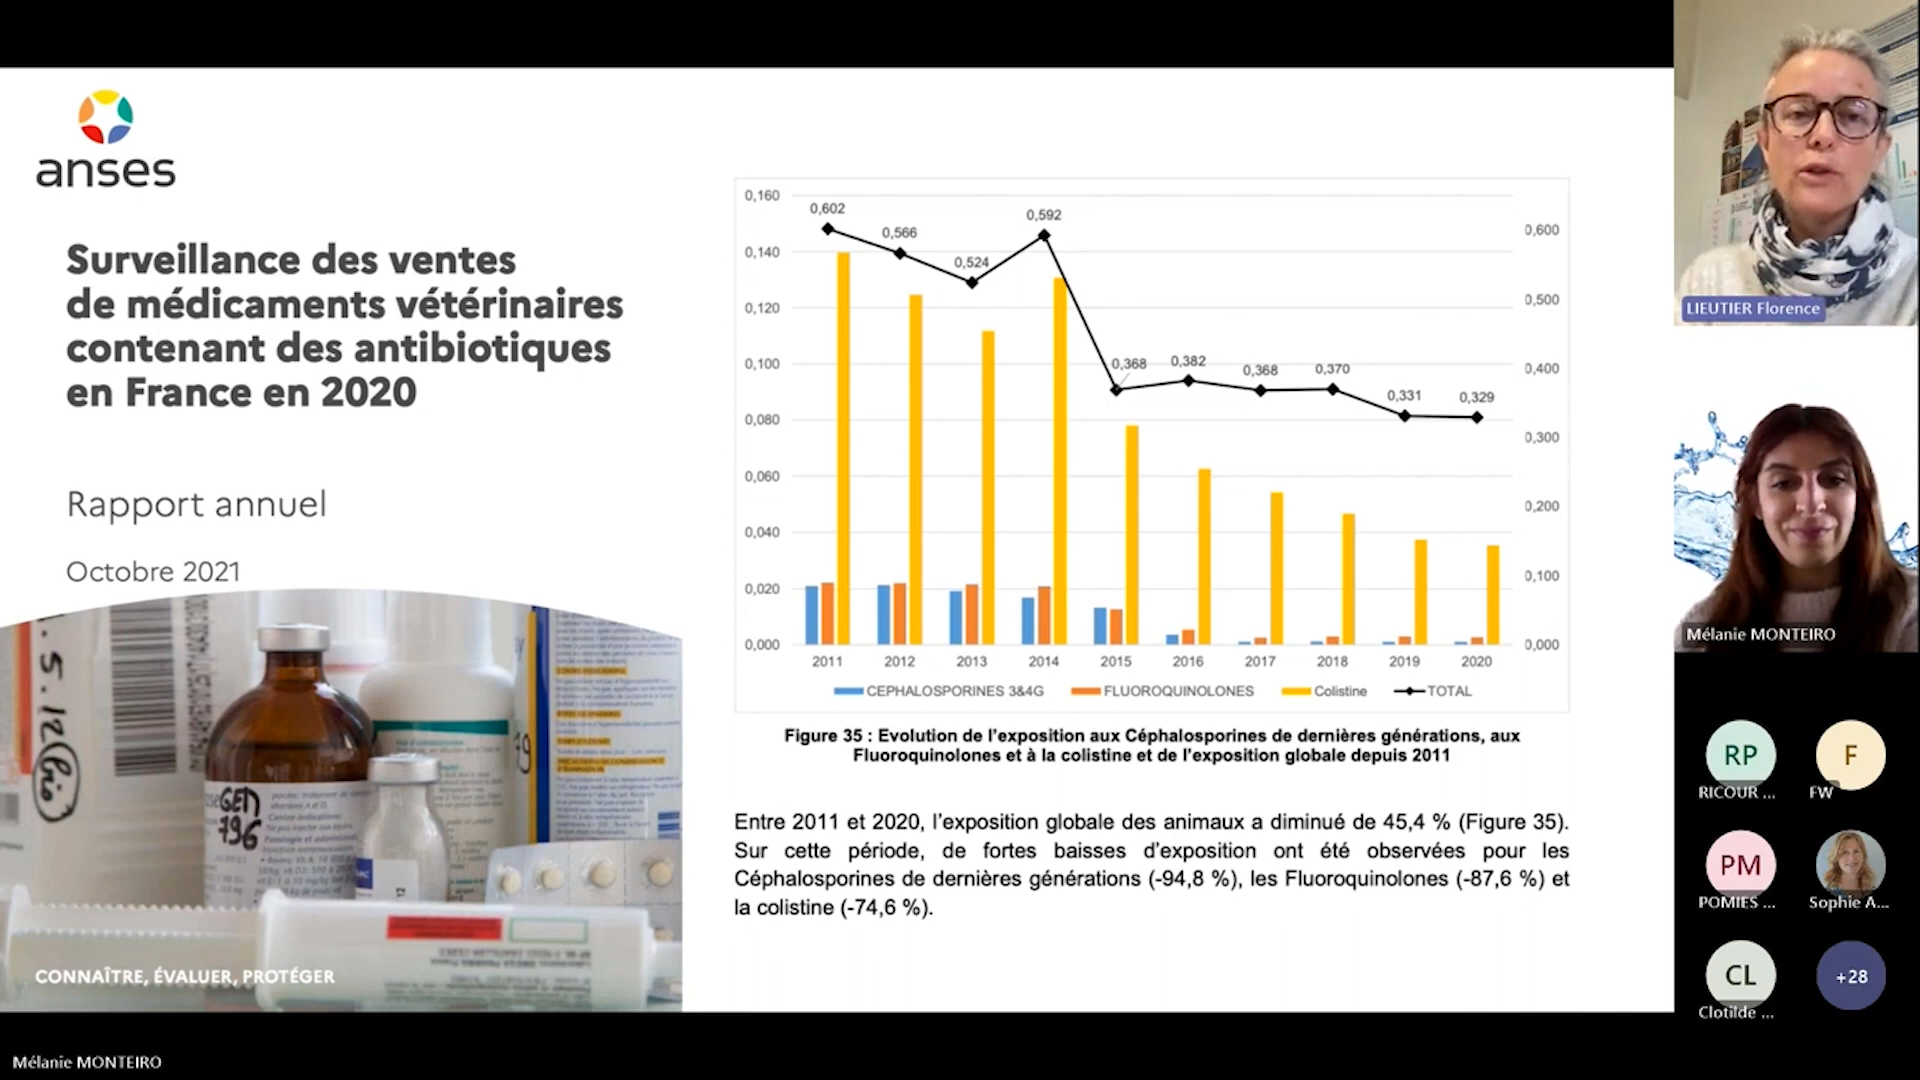 anses
Surveillance des ventes
de médicaments vétérinaires
contenant des antibiotiques
en France en 2020
Rapport annuel
Octobre 2021
CONNAÎTRE, ÉVALUER, PROTÉGER
0,160
0,140
0,120
0,100
0,080
0,060
0,040
0,020
0,000
0,602
0,566
0,524
0,592
0,368
0,382
0,368
0,370
0,331
0,329
0,600
0,500
0,400
0,300
0,200
0,100
0,000
2011 2012 2013 2014 2015 2016 2017 2018 2019 2020
CEPHALOSPORINES 3&4G FLUOROQUINOLONES Colistine TOTAL
Figure 35 : Evolution de l'exposition aux Céphalosporines de dernières générations, aux
Fluoroquinolones et à la colistine et de l'exposition globale depuis 2011
Entre 2011 et 2020, l'exposition globale des animaux a diminué de 45,4 % (Figure 35).
Sur cette période, de fortes baisses d'exposition ont été observées pour les
Céphalosporines de dernières générations (-94,8 %), les Fluoroquinolones (-87,6 %) et
la colistine (-74,6 %).
LIEUTIER Florence
Mélanie MONTEIRO
RP
RICOUR ...
F
FW
PM
POMIES ...
Sophie A...
CL
Clotilde ...
+28
Mélanie MONTEIRO